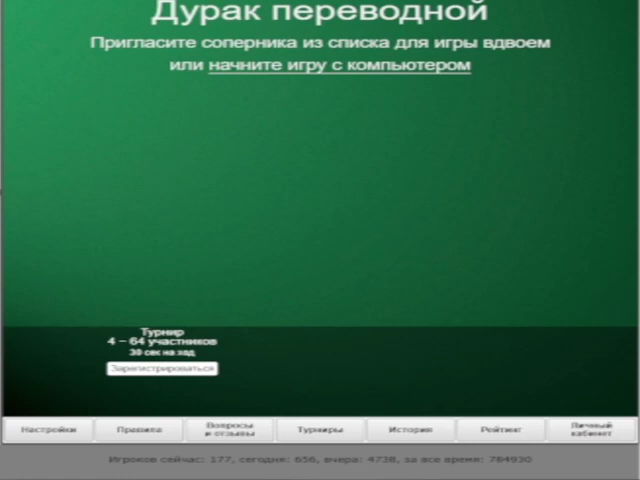 Дурак переводной
Пригласите соперника из списка для игры вдвоем
или начните игру с компьютером
Турнир
4 – 64 участников
30 сек на ход
Зарегистрироваться
Настройки
Правила
Вопросы
и отзывы
Турниры
История
Рейтинг
Личный
кабинет
Игроков сейчас: 177, сегодня: 656, вчера: 4738, за все время: 764930